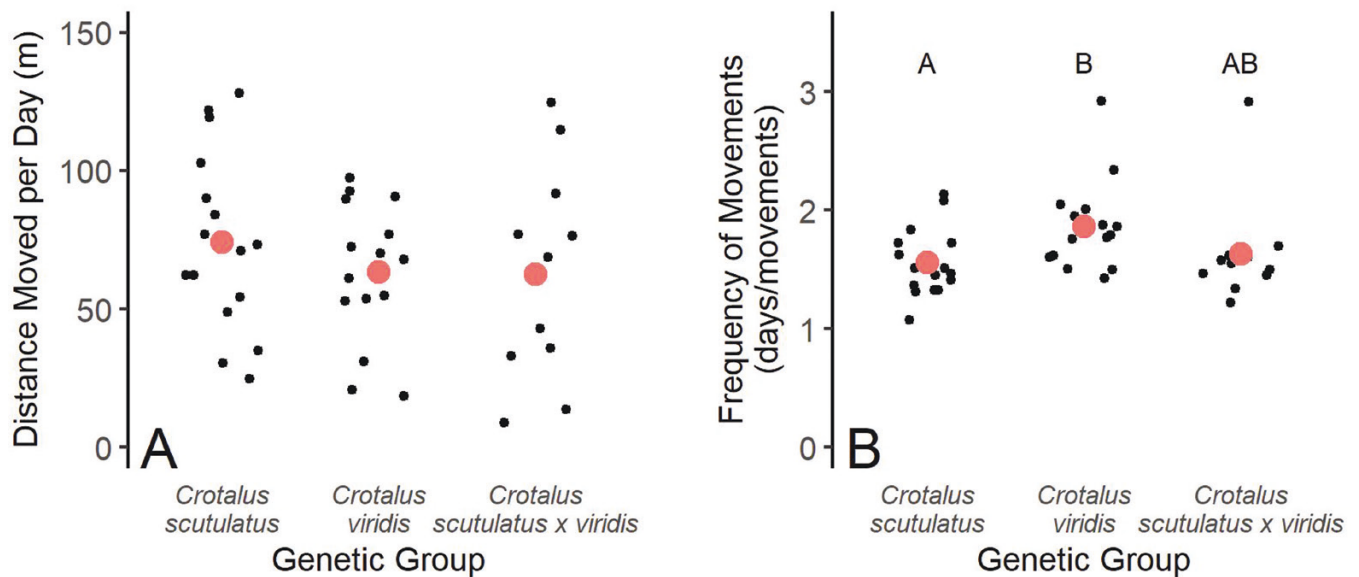 Distance Moved per Day (m)
150
100
50
0
A
Crotalus
scutulatus
Crotalus
viridis
Crotalus
scutulatus x viridis
Genetic Group
Frequency of Movements
(days/movements)
3
2
1
0
A
B
AB
B
Crotalus
scutulatus
Crotalus
viridis
Crotalus
scutulatus x viridis
Genetic Group